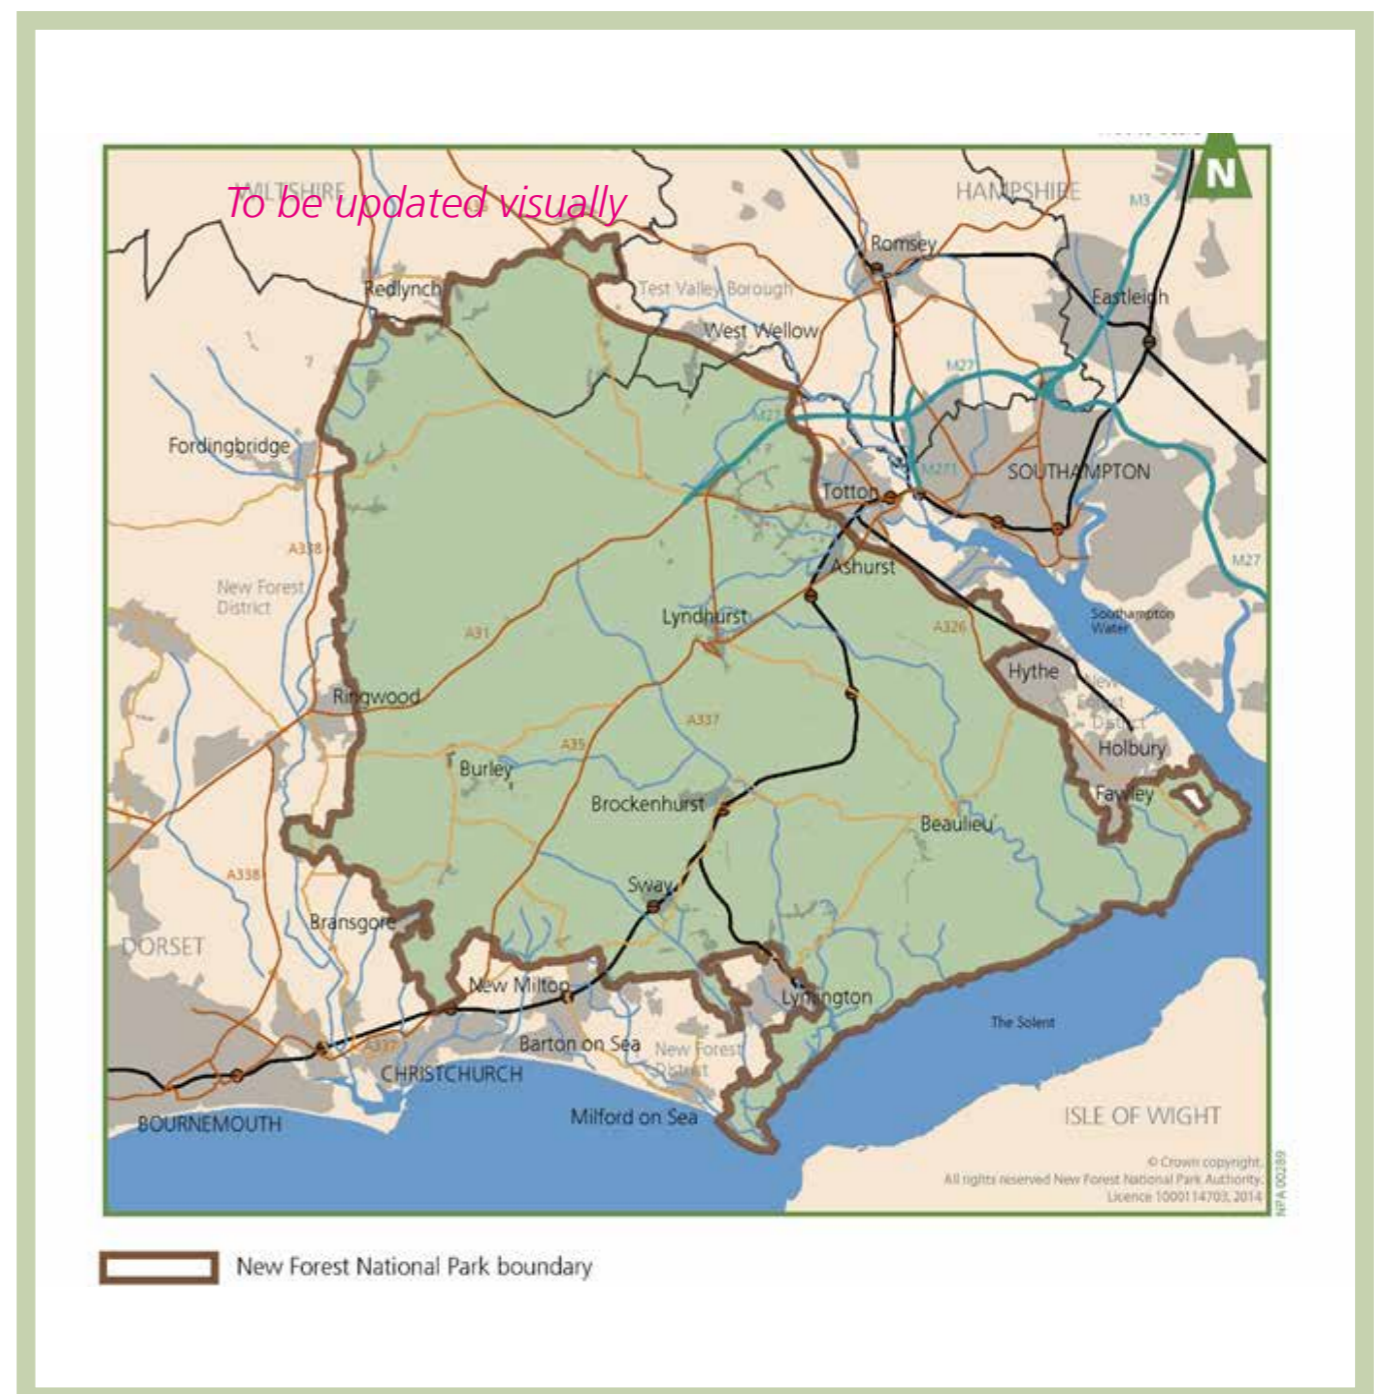 N
WILTSHIRE
To be updated visually
HAMPSHIRE
M3
Romsey
Redlynch
Test Valley Borough
Eastleigh
West Wellow
M27
M27
Fordingbridge
M271
SOUTHAMPTON
Totton
A338
Ashurst
M27
New Forest
District
Lyndhurst
Southampton
Water
A31
A326
Hythe
Ringwood
New
Forest
District
A337
A35
Holbury
Burley
Brockenhurst
Fawley
Beaulieu
A338
Sway
Bransgore
DORSET
New Milton
Lymington
The Solent
Barton on Sea
A337
New Forest
District
CHRISTCHURCH
Milford on Sea
BOURNEMOUTH
ISLE OF WIGHT
© Crown copyright.
All rights reserved New Forest National Park Authority.
Licence 1000114703, 2014
NPA 00289
New Forest National Park boundary